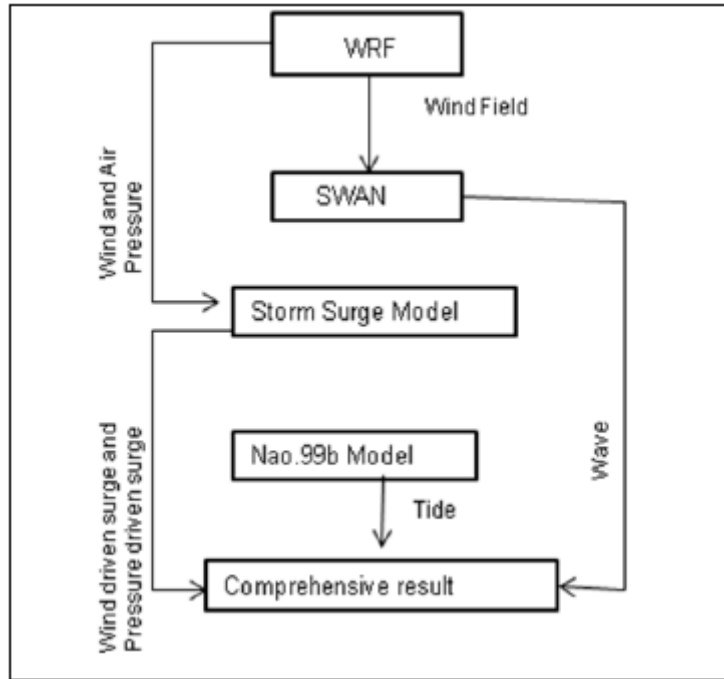 WRF
Wind Field
Wind and Air
Pressure
SWAN
Storm Surge Model
Wave
Nao.99b Model
Tide
Wind driven surge and
Pressure driven surge
Comprehensive result